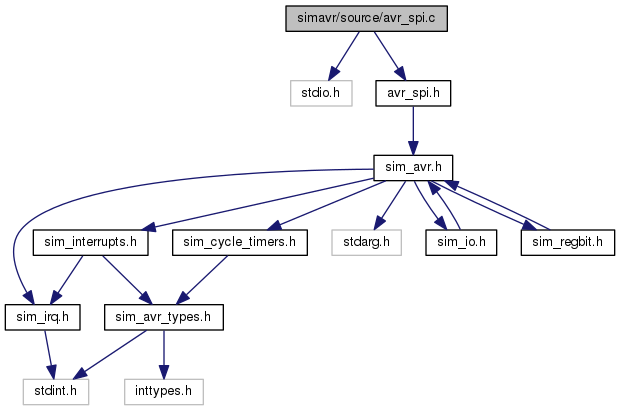 simavr/source/avr_spi.c
stdio.h
avr_spi.h
sim_avr.h
sim_interrupts.h
sim_cycle_timers.h
stdarg.h
sim_io.h
sim_regbit.h
sim_irq.h
sim_avr_types.h
stdint.h
inttypes.h